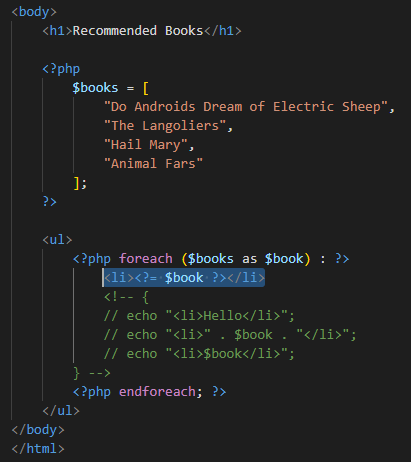 <body>
<h1>Recommended Books</h1>
<?php
$books = [
"Do Androids Dream of Electric Sheep",
"The Langoliers",
"Hail Mary",
"Animal Fars"
];
?>
<ul>
<?php foreach ($books as $book) : ?>
<li><?= $book ?></li>
<!-- {
// echo "<li>Hello</li>";
// echo "<li>" . $book . "</li>";
// echo "<li>$book</li>";
} -->
<?php endforeach; ?>
</ul>
</body>
</html>